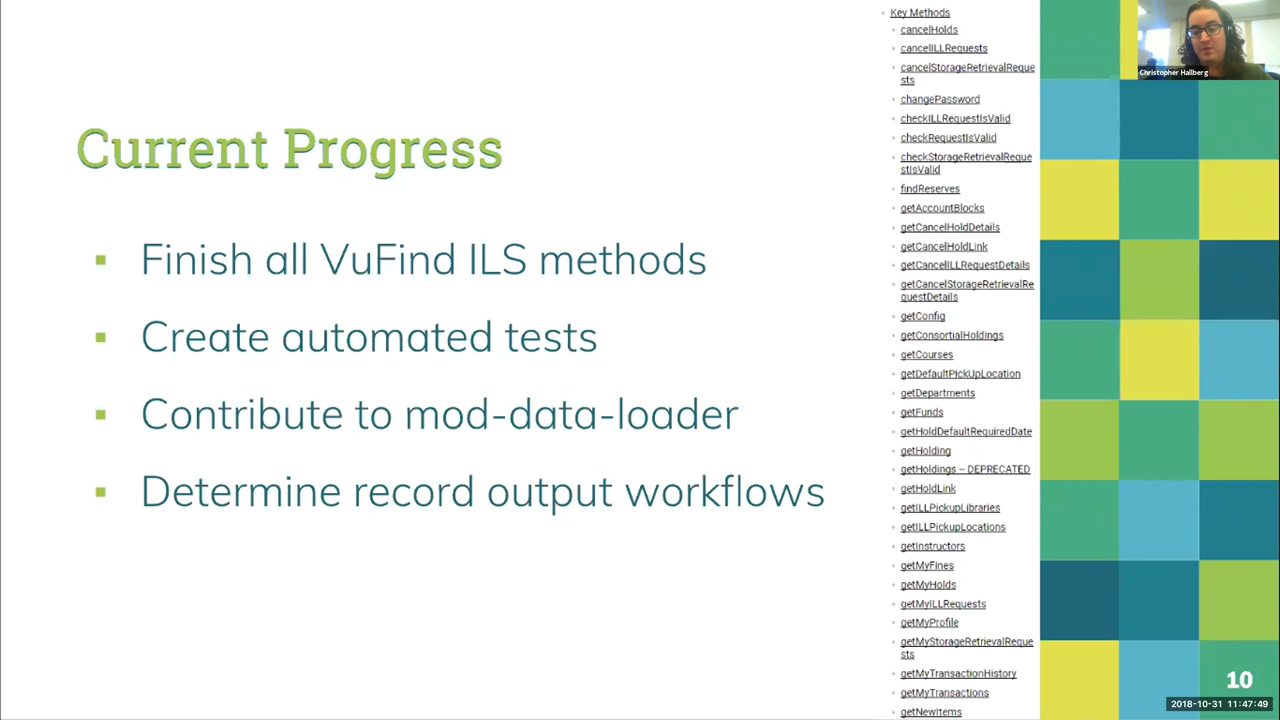 Current Progress
Finish all VuFind ILS methods
Create automated tests
Contribute to mod-data-loader
Determine record output workflows
Key Methods
cancelHolds
cancelILLRequests
cancelStorageRetrievalReque
sts
changePassword
checkILLRequestIsValid
checkRequestIsValid
checkStorageRetrievalReque
stIsValid
findReserves
getAccountBlocks
getCancelHoldDetails
getCancelHoldLink
getCancelILLRequestDetails
getCancelStorageRetrievalRe
questDetails
getConfig
getConsortialHoldings
getCourses
getDefaultPickUpLocation
getDepartments
getFunds
getHoldDefaultRequiredDate
getHolding
getHoldings -- DEPRECATED
getHoldLink
getILLPickupLibraries
getILLPickupLocations
getInstructors
getMyFines
getMyHolds
getMyILLRequests
getMyProfile
getMyStorageRetrievalReque
sts
getMyTransactionHistory
getMyTransactions
getNewItems
Christopher Hallberg
10
2018-10-31 11:47:49